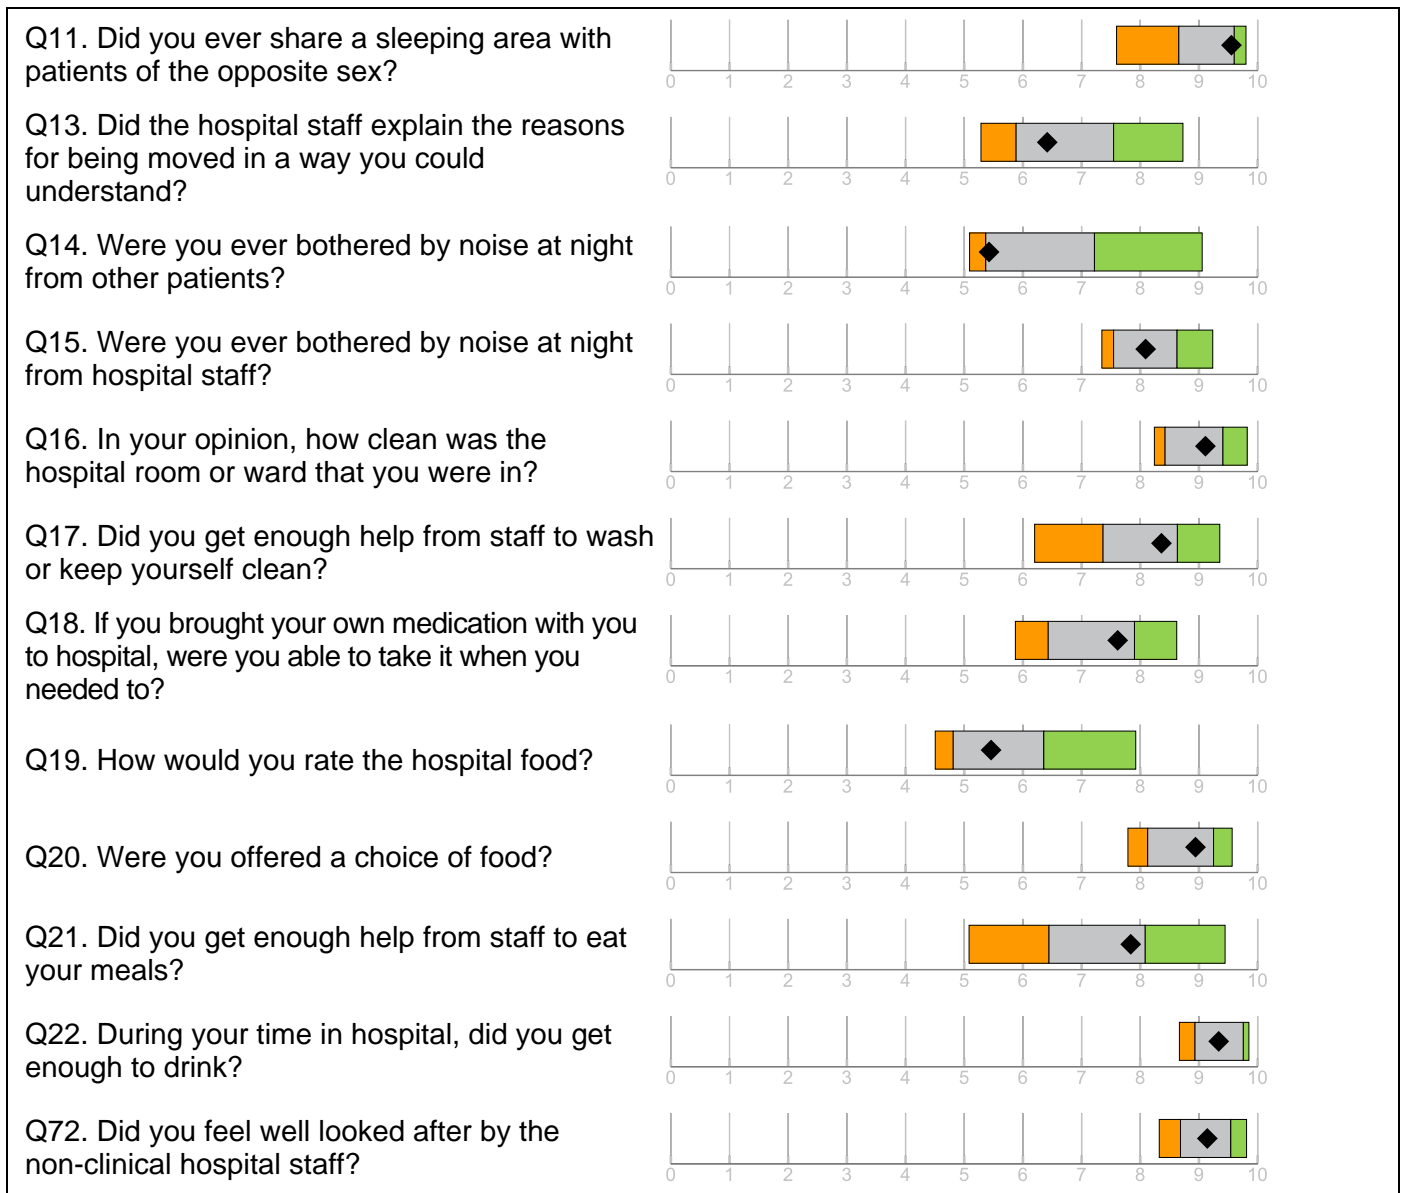 Q11. Did you ever share a sleeping area with
patients of the opposite sex?
0 1 2 3 4 5 6 7 8 9 10
Q13. Did the hospital staff explain the reasons
for being moved in a way you could
understand?
0 1 2 3 4 5 6 7 8 9 10
Q14. Were you ever bothered by noise at night
from other patients?
0 1 2 3 4 5 6 7 8 9 10
Q15. Were you ever bothered by noise at night
from hospital staff?
0 1 2 3 4 5 6 7 8 9 10
Q16. In your opinion, how clean was the
hospital room or ward that you were in?
0 1 2 3 4 5 6 7 8 9 10
Q17. Did you get enough help from staff to wash
or keep yourself clean?
0 1 2 3 4 5 6 7 8 9 10
Q18. If you brought your own medication with you
to hospital, were you able to take it when you
needed to?
0 1 2 3 4 5 6 7 8 9 10
Q19. How would you rate the hospital food?
0 1 2 3 4 5 6 7 8 9 10
Q20. Were you offered a choice of food?
0 1 2 3 4 5 6 7 8 9 10
Q21. Did you get enough help from staff to eat
your meals?
0 1 2 3 4 5 6 7 8 9 10
Q22. During your time in hospital, did you get
enough to drink?
0 1 2 3 4 5 6 7 8 9 10
Q72. Did you feel well looked after by the
non-clinical hospital staff?
0 1 2 3 4 5 6 7 8 9 10